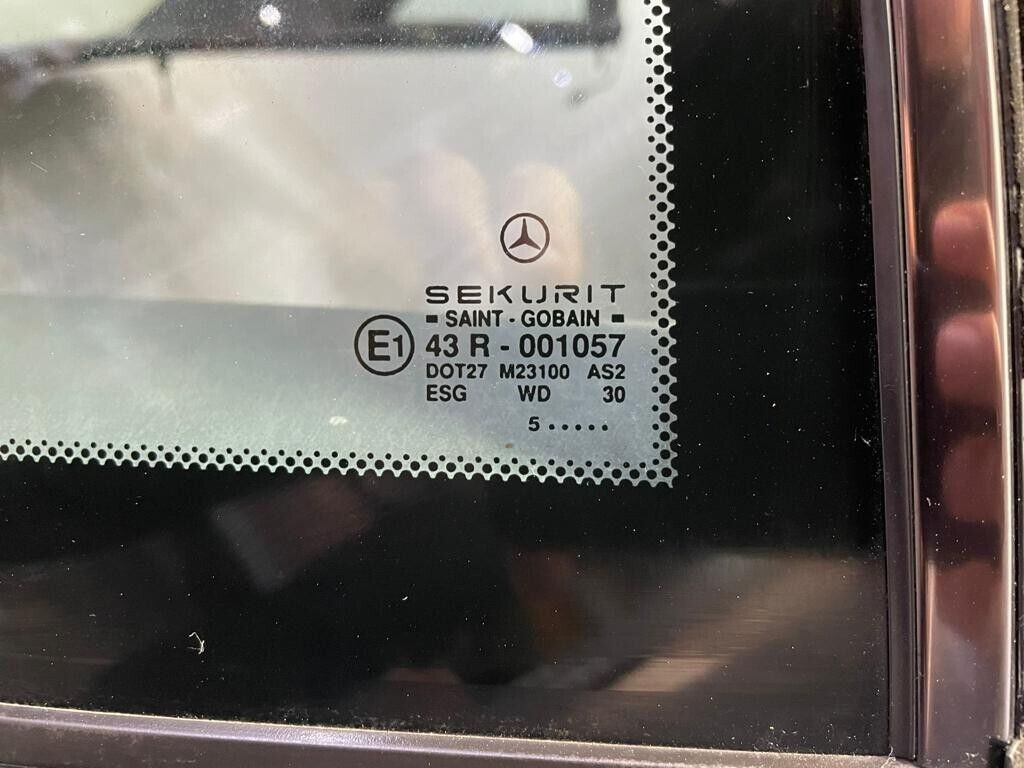 SEKURIT
SAINT - GOBAIN
E1 43 R - 001057
DOT27 M23100 AS2
ESG WD 30
5 . . . . .